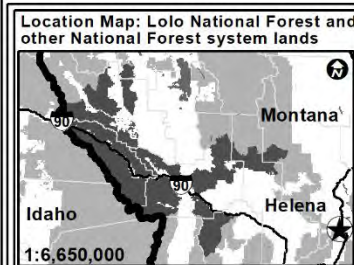 Location Map: Lolo National Forest and
other National Forest system lands
Montana
90
90
Idaho
Helena
1:6,650,000